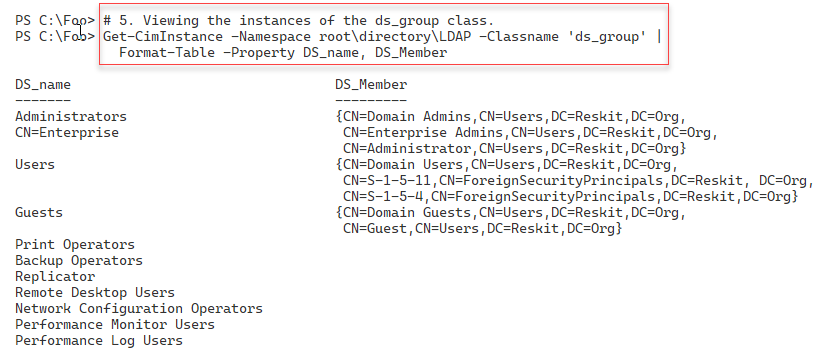 PS C:\Foo> # 5. Viewing the instances of the ds_group class.
PS C:\Foo> Get-CimInstance -Namespace root\directory\LDAP -Classname 'ds_group' |
Format-Table -Property DS_name, DS_Member
DS_name DS_Member
------- ---------
Administrators {CN=Domain Admins,CN=Users,DC=Reskit,DC=Org,
CN=Enterprise CN=Enterprise Admins,CN=Users,DC=Reskit,DC=Org,
CN=Administrator,CN=Users,DC=Reskit,DC=Org}
Users {CN=Domain Users,CN=Users,DC=Reskit,DC=Org,
CN=S-1-5-11,CN=ForeignSecurityPrincipals,DC=Reskit, DC=Org,
CN=S-1-5-4,CN=ForeignSecurityPrincipals,DC=Reskit,DC=Org}
Guests {CN=Domain Guests,CN=Users,DC=Reskit,DC=Org,
CN=Guest,CN=Users,DC=Reskit,DC=Org}
Print Operators
Backup Operators
Replicator
Remote Desktop Users
Network Configuration Operators
Performance Monitor Users
Performance Log Users